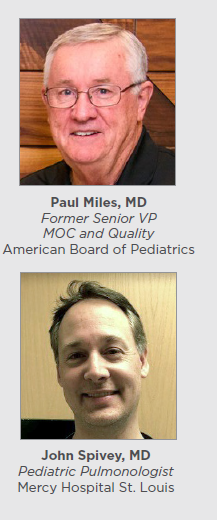 Paul Miles, MD
Former Senior VP
MOC and Quality
American Board of Pediatrics
John Spivey, MD
Pediatric Pulmonologist
Mercy Hospital St. Louis